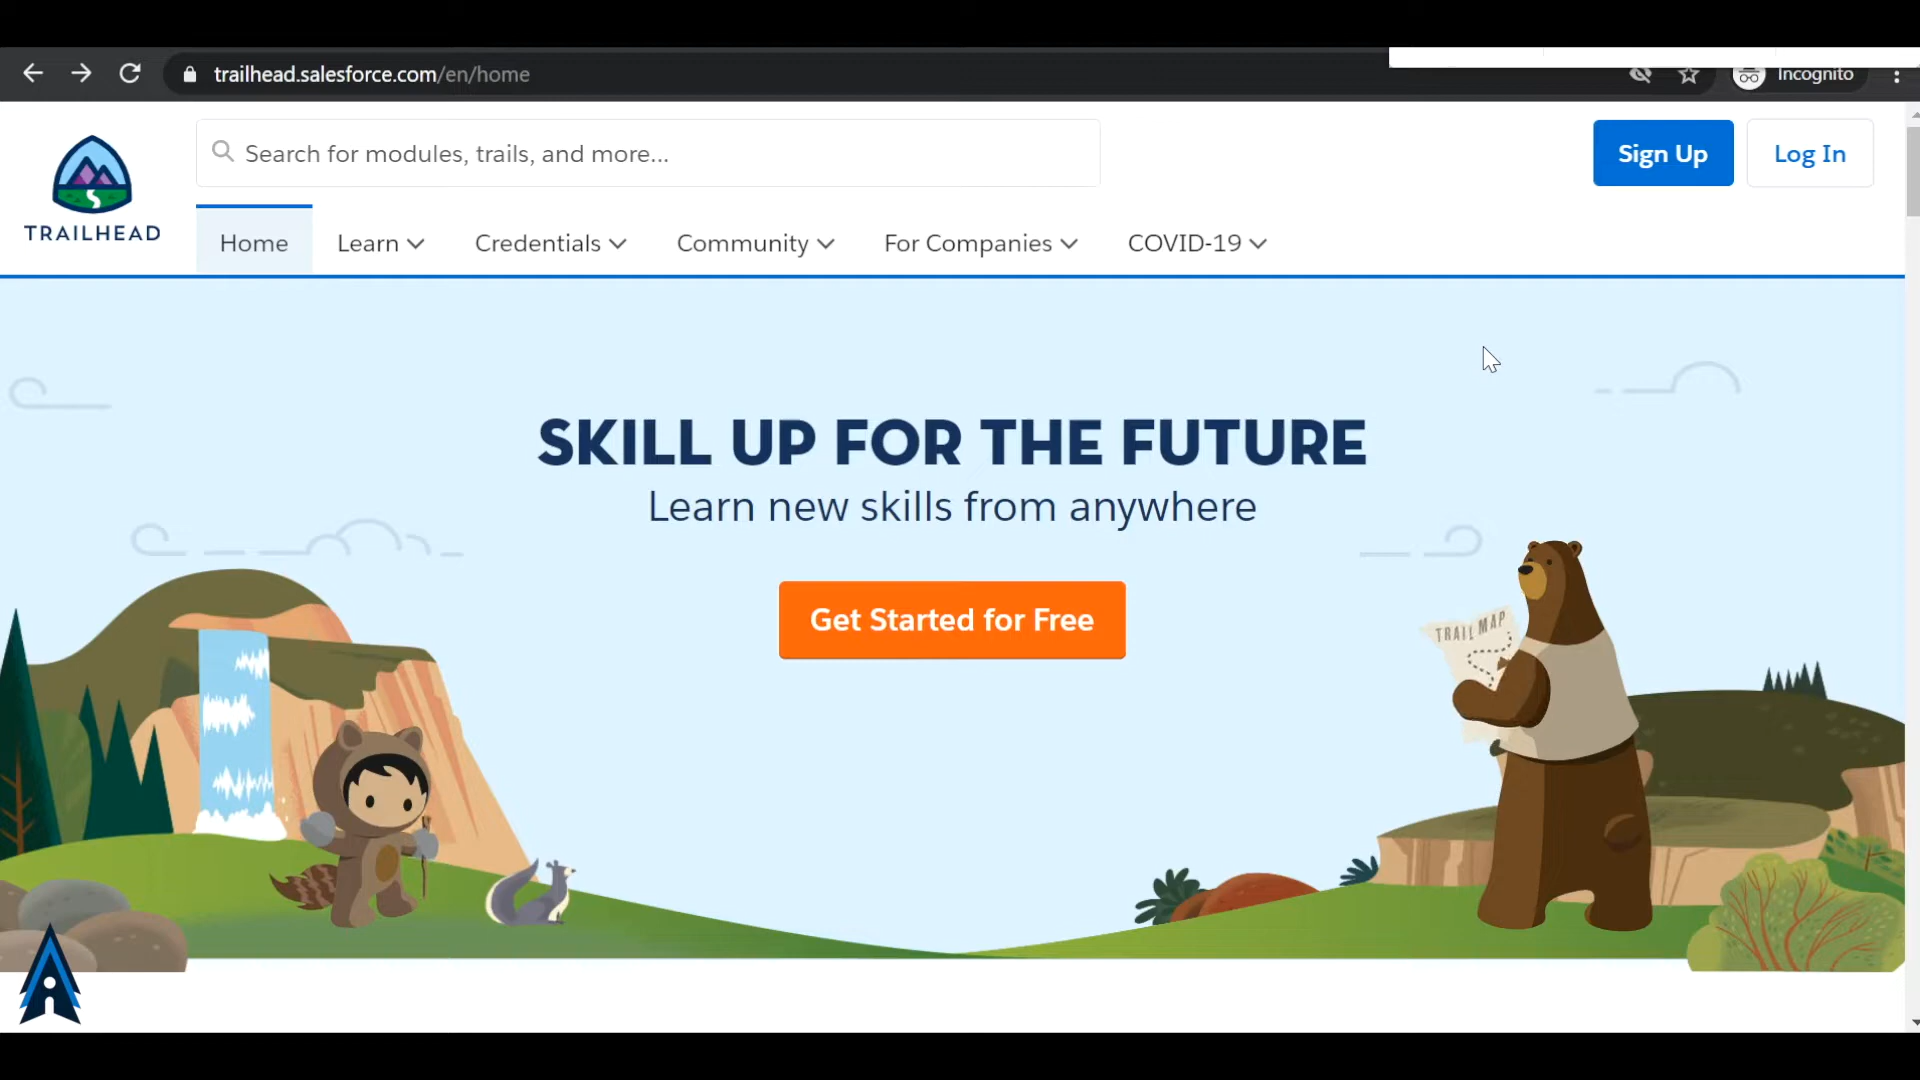 trailhead.salesforce.com/en/home
Incognito
Search for modules, trails, and more...
Sign Up
Log In
TRAILHEAD
Home
Learn
Credentials
Community
For Companies
COVID-19
SKILL UP FOR THE FUTURE
Learn new skills from anywhere
Get Started for Free
TRAIL MAP